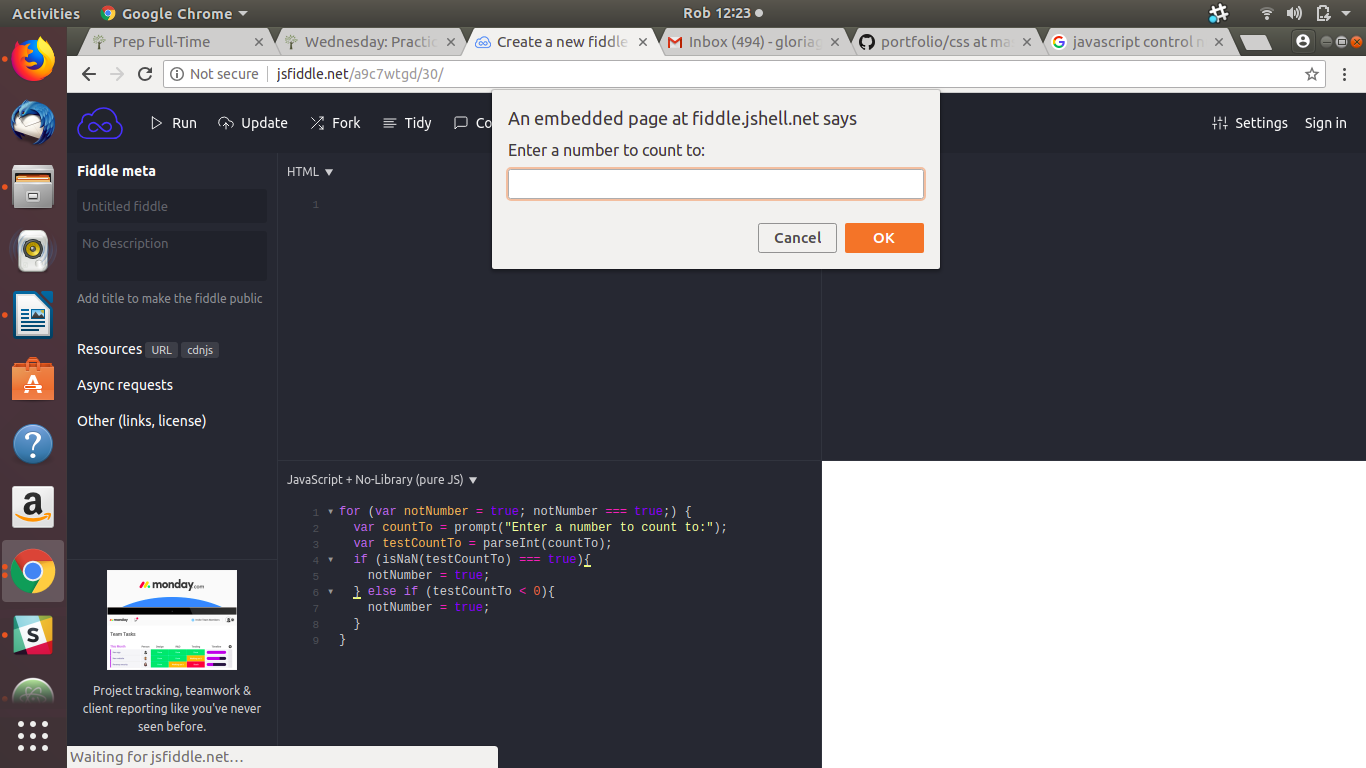 Activities
Google Chrome
Rob 12:23
Prep Full-Time
Wednesday: Practic
Create a new fiddle
Inbox (494) - gloriag
portfolio/css at mas
javascript control n
Not secure
jsfiddle.net/a9c7wtgd/30/
Run
Update
Fork
Tidy
Co
Settings
Sign in
An embedded page at fiddle.jshell.net says
Enter a number to count to:
Cancel
OK
Fiddle meta
Untitled fiddle
No description
Add title to make the fiddle public
Resources URL cdnjs
Async requests
Other (links, license)
HTML
1
JavaScript + No-Library (pure JS)
1 for (var notNumber = true; notNumber === true;) {
2 var countTo = prompt("Enter a number to count to:");
3 var testCountTo = parseInt(countTo);
4 if (isNaN(testCountTo) === true){
5 notNumber = true;
6 } else if (testCountTo < 0){
7 notNumber = true;
8 }
9 }
monday.com
Team Tasks
Project tracking, teamwork &
client reporting like you've never
seen before.
Waiting for jsfiddle.net…